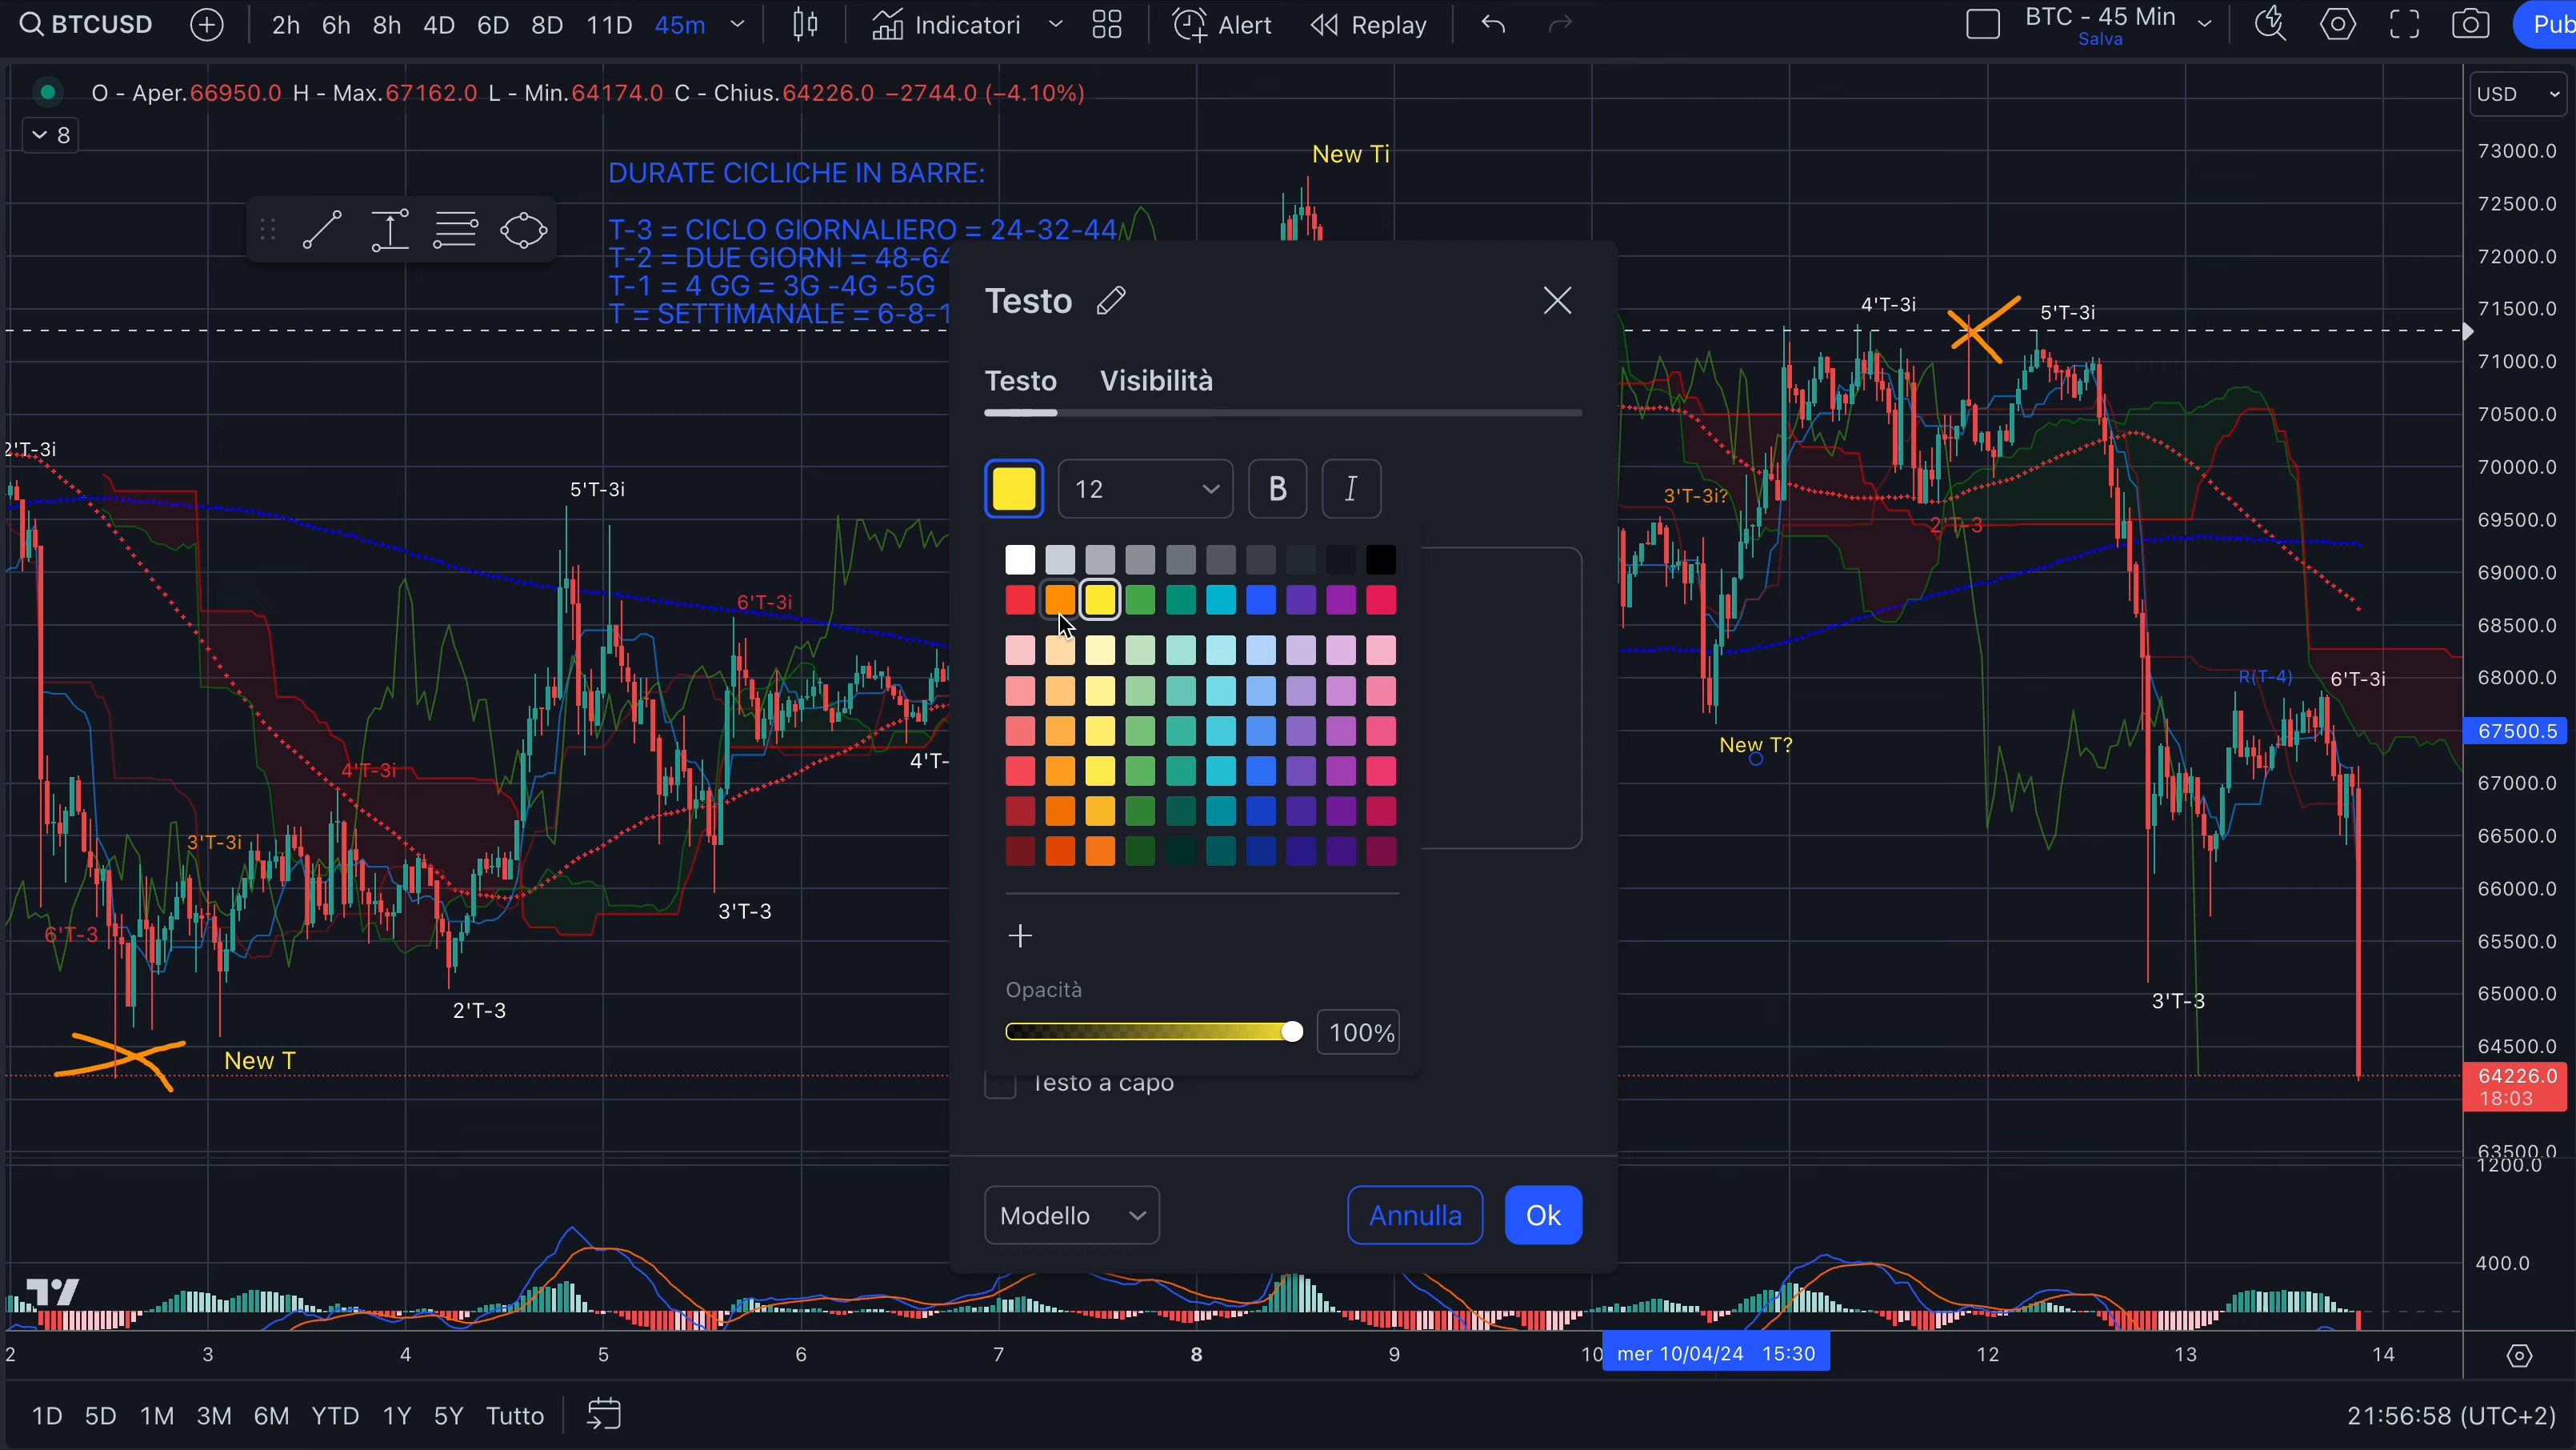 BTCUSD
2h 6h 8h 4D 6D 8D 11D 45m
Indicatori
Alert
Replay
BTC - 45 Min
Salva
Pub
O - Aper.66950.0 H - Max.67162.0 L - Min.64174.0 C - Chius.64226.0 −2744.0 (−4.10%)
USD
8
DURATE CICLICHE IN BARRE:
T-3 = CICLO GIORNALIERO = 24-32-44
T-2 = DUE GIORNI = 48-64
T-1 = 4 GG = 3G -4G -5G
T = SETTIMANALE = 6-8-1
New Ti
Testo
Testo
Visibilità
12
B
I
Opacità
100%
Testo a capo
Modello
Annulla
Ok
2'T-3i
5'T-3i
6'T-3i
4'T-3i
3'T-3i
6'T-3
4'T-
3'T-3
2'T-3
New T
4'T-3i
5'T-3i
3'T-3i?
2'T-3
New T?
R(T-4)
6'T-3i
3'T-3
73000.0
72500.0
72000.0
71500.0
71000.0
70500.0
70000.0
69500.0
69000.0
68500.0
68000.0
67500.5
67000.0
66500.0
66000.0
65500.0
65000.0
64500.0
64226.0
18:03
63500.0
1200.0
400.0
2 3 4 5 6 7 8 9 10 mer 10/04/24 15:30 12 13 14
1D 5D 1M 3M 6M YTD 1Y 5Y Tutto
21:56:58 (UTC+2)